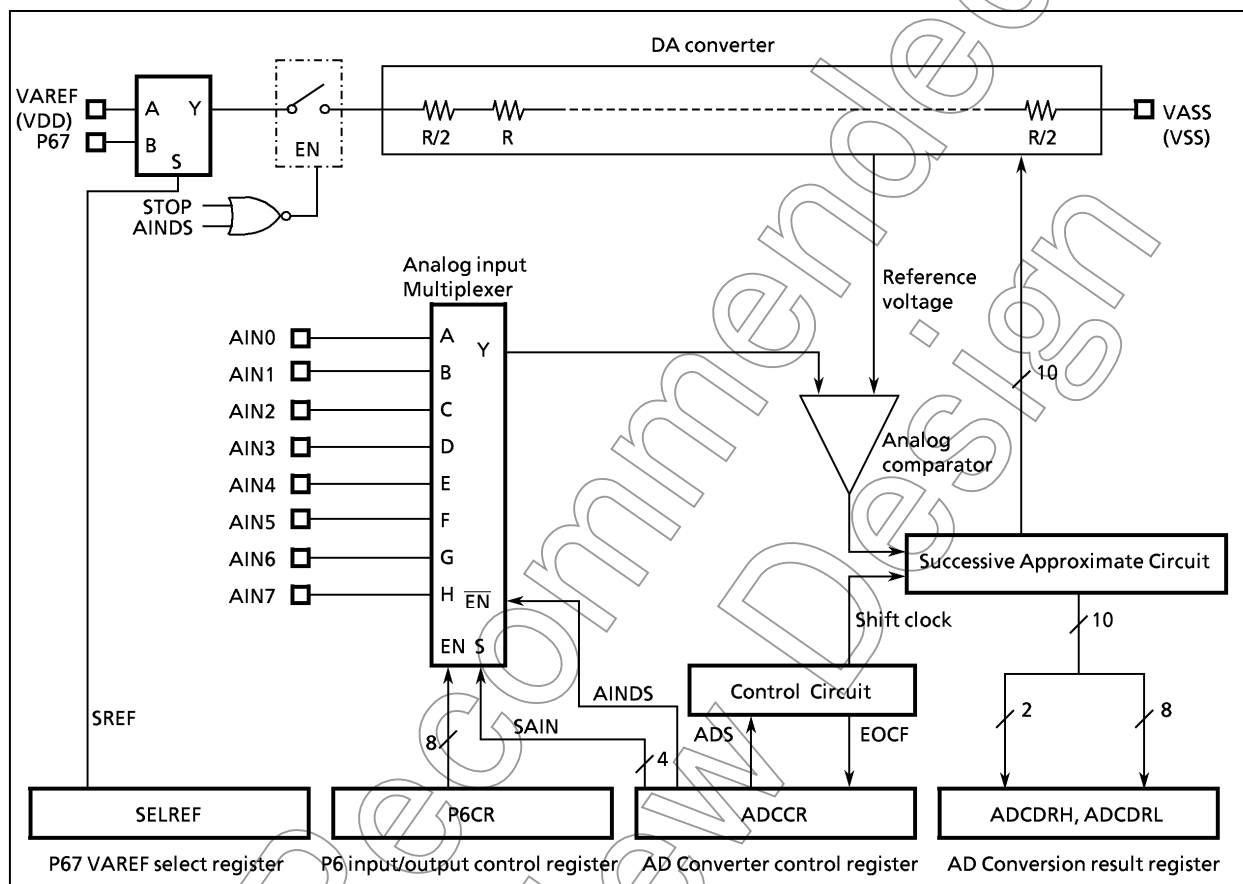 DA converter
VAREF
(VDD)
P67
A
B
Y
S
EN
R/2
R
R/2
VASS
(VSS)
STOP
AINDS
Analog input
Multiplexer
Reference
voltage
AIN0
AIN1
AIN2
AIN3
AIN4
AIN5
AIN6
AIN7
A
B
C
D
E
F
G
H
Y
EN
EN S
10
Analog
comparator
Successive Approximate Circuit
Shift clock
10
Control Circuit
AINDS
SAIN
ADS
EOCF
SREF
8
4
2
8
SELREF
P6CR
ADCCR
ADCDRH, ADCDRL
P67 VAREF select register
P6 input/output control register
AD Converter control register
AD Conversion result register
Recommended
New Design